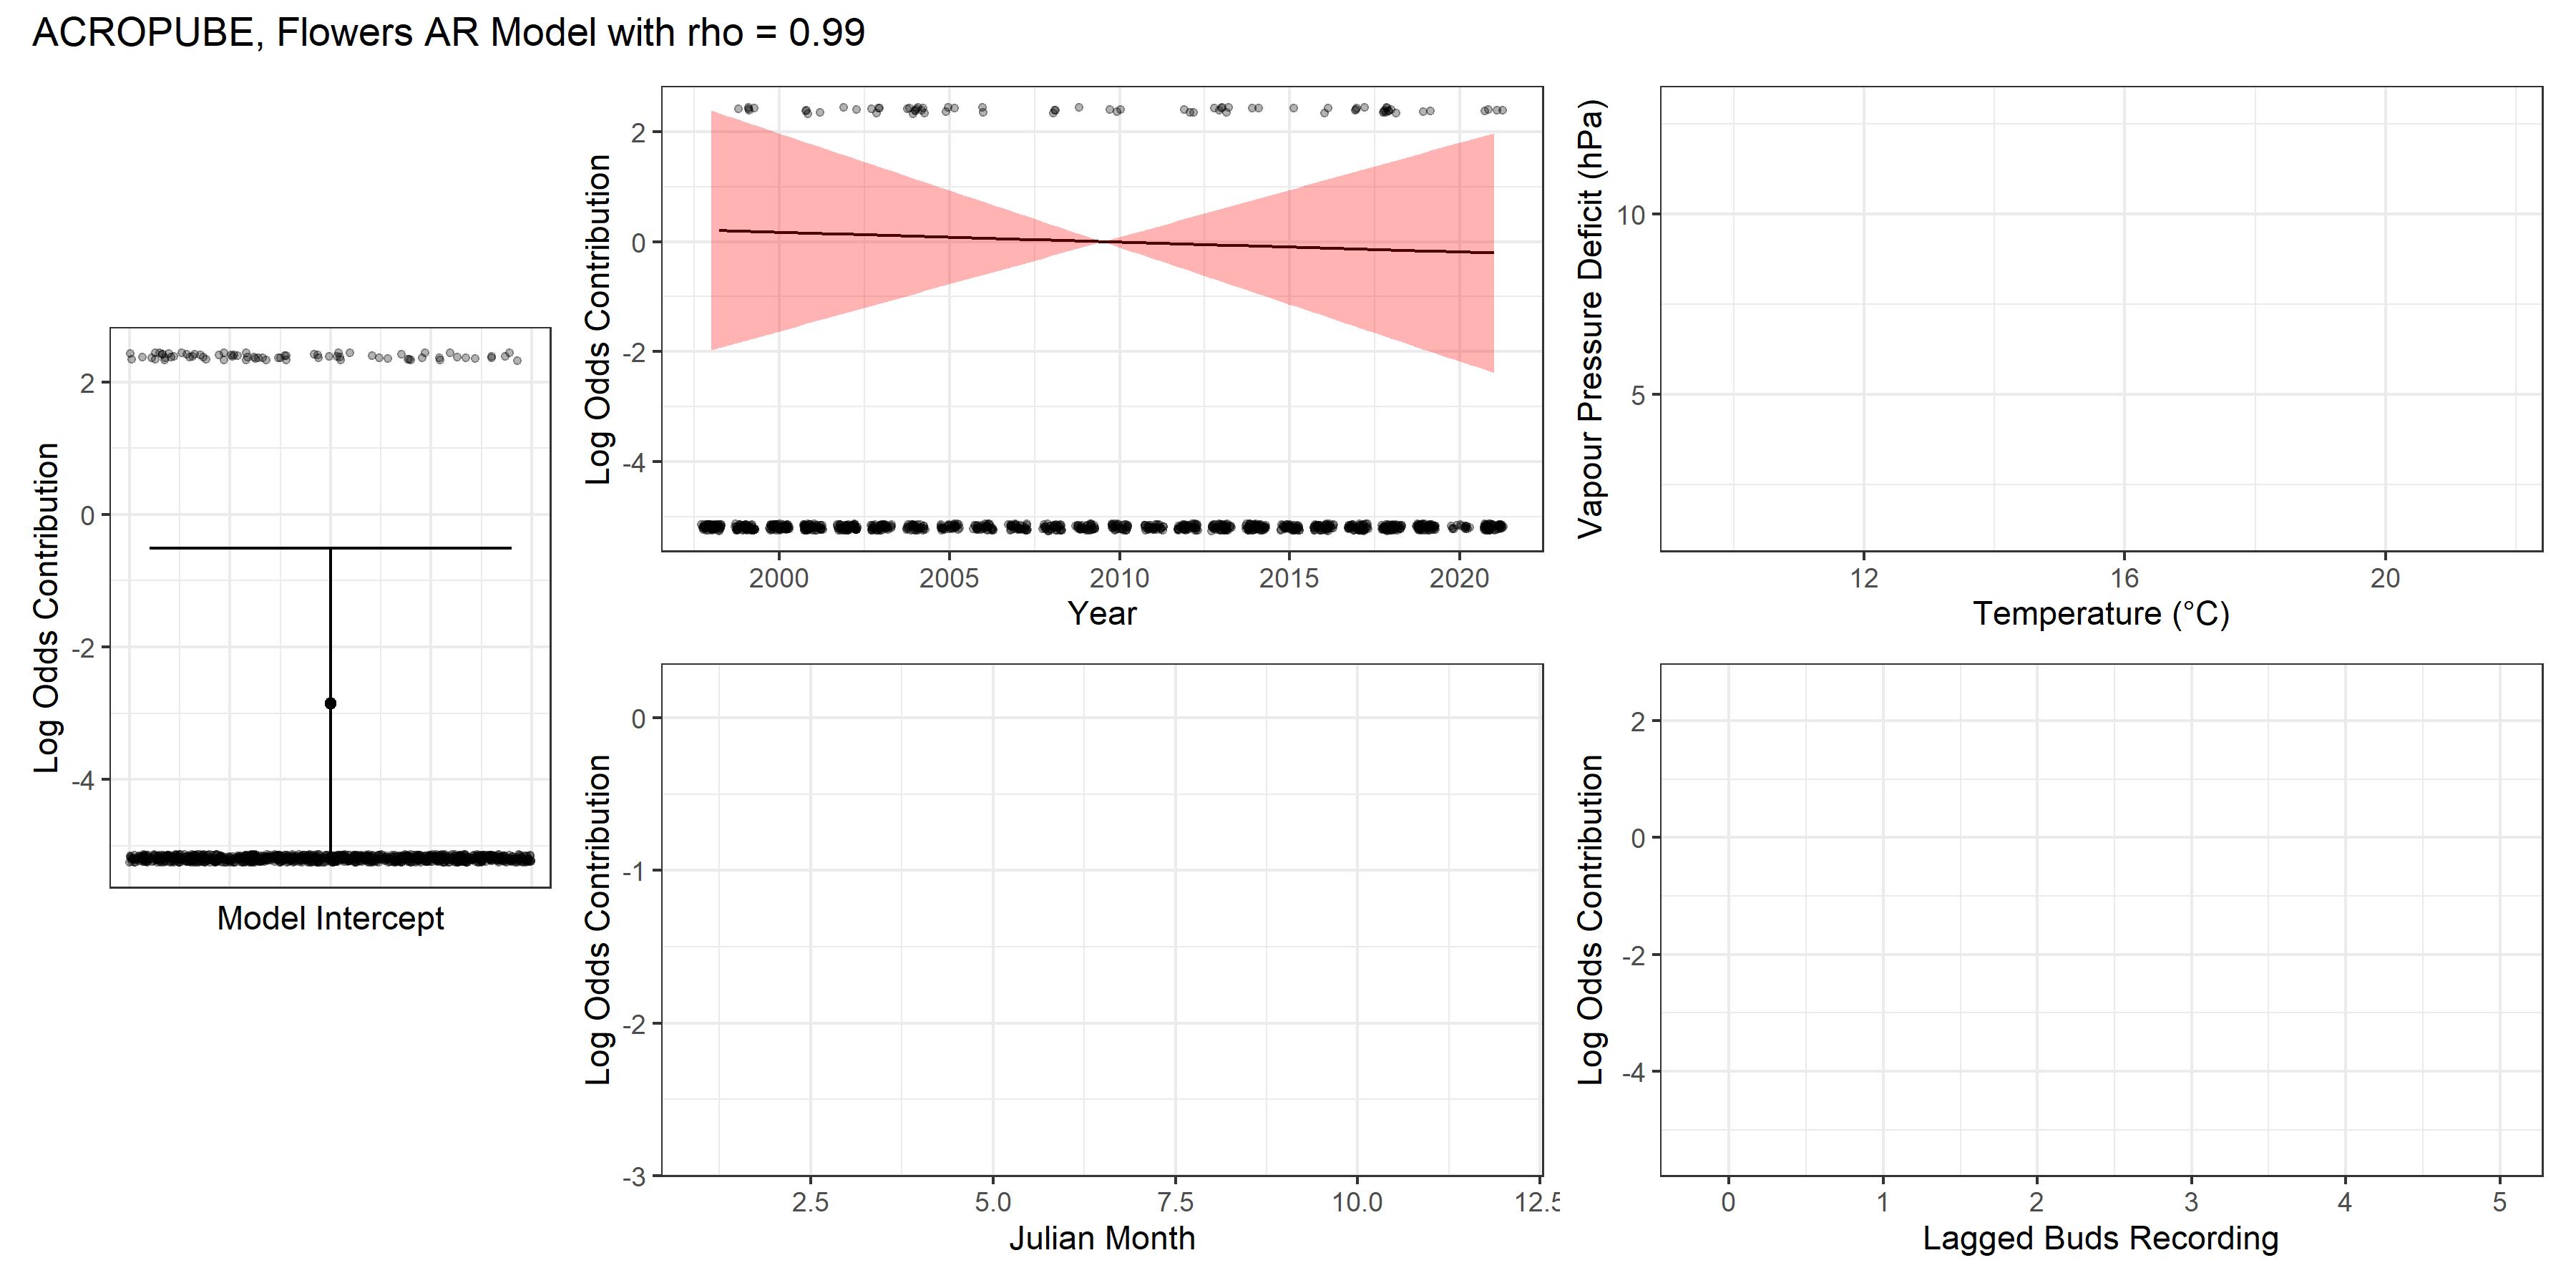 ACROPUBE, Flowers AR Model with rho = 0.99
Log Odds Contribution
2
0
-2
-4
Model Intercept
Log Odds Contribution
2
0
-2
-4
2000 2005 2010 2015 2020
Year
Vapour Pressure Deficit (hPa)
10
5
12 16 20
Temperature (°C)
Log Odds Contribution
0
-1
-2
-3
2.5 5.0 7.5 10.0 12.5
Julian Month
Log Odds Contribution
2
0
-2
-4
0 1 2 3 4 5
Lagged Buds Recording